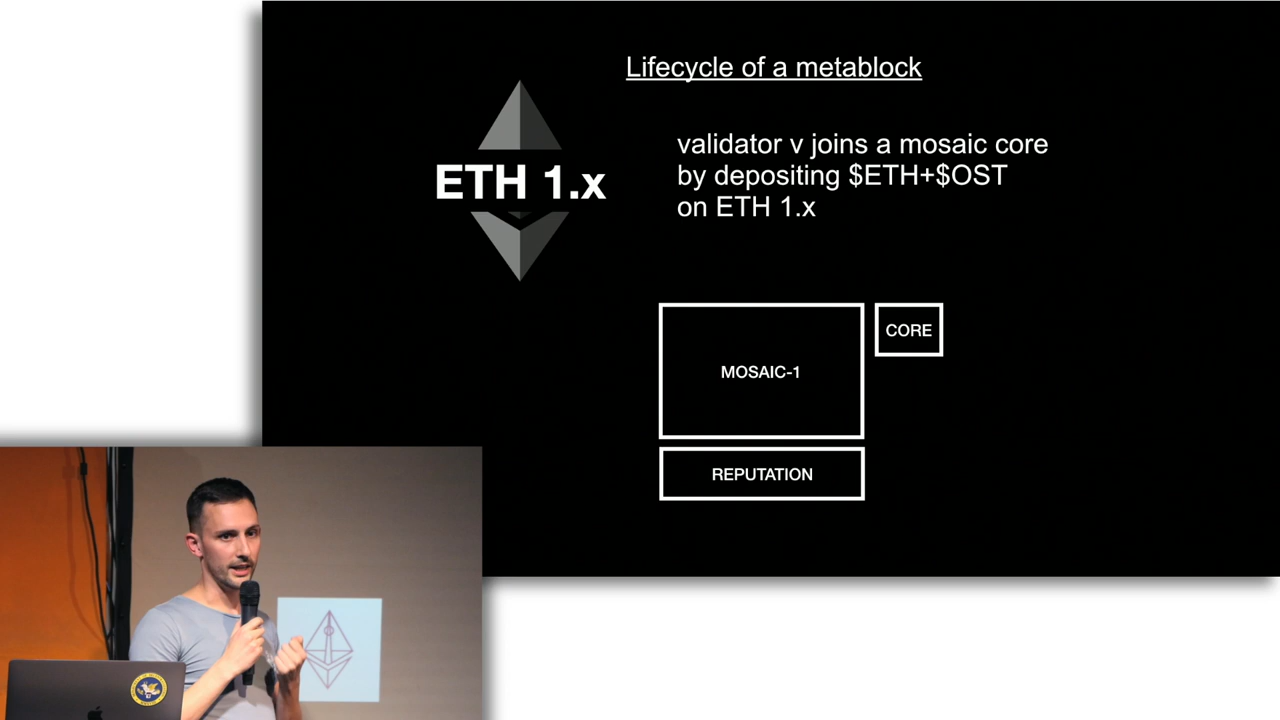 Lifecycle of a metablock
ETH 1.x
validator v joins a mosaic core
by depositing $ETH+$OST
on ETH 1.x
MOSAIC-1
CORE
REPUTATION